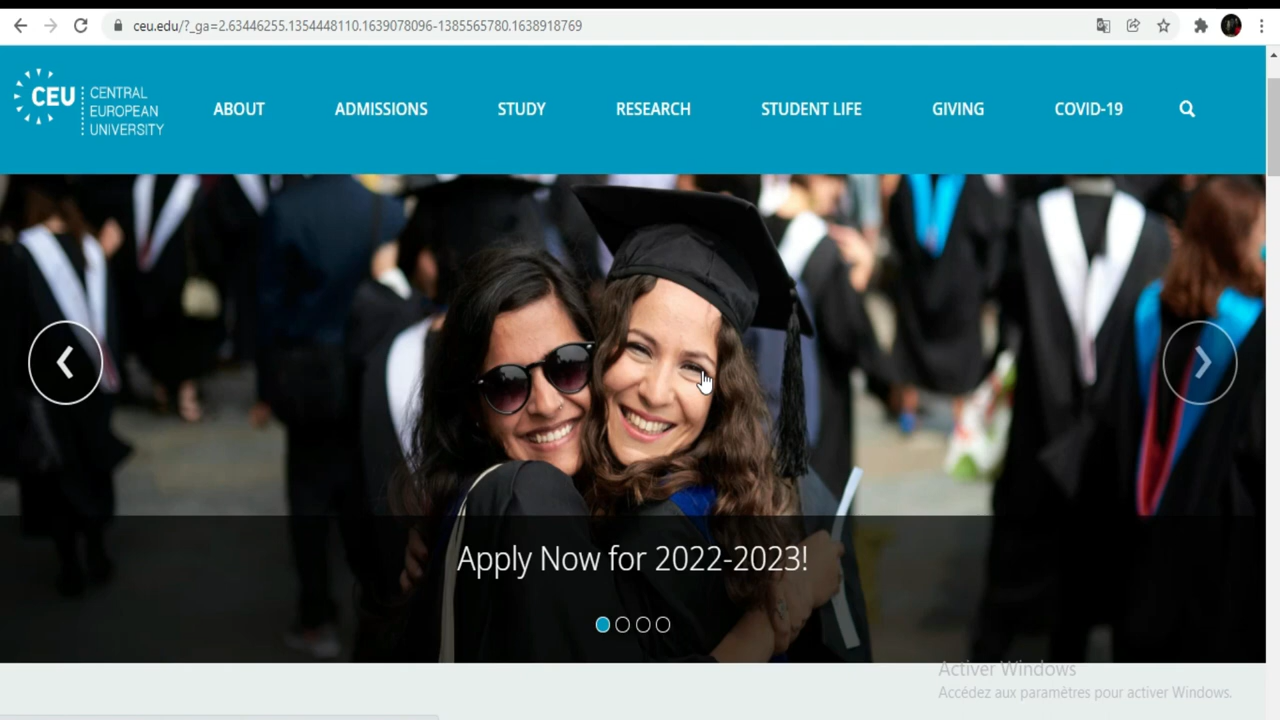 ceu.edu/?_ga=2.63446255.1354448110.1639078096-1385565780.1638918769
CEU
CENTRAL
EUROPEAN
UNIVERSITY
ABOUT
ADMISSIONS
STUDY
RESEARCH
STUDENT LIFE
GIVING
COVID-19
Apply Now for 2022-2023!
Activer Windows
Accédez aux paramètres pour activer Windows.